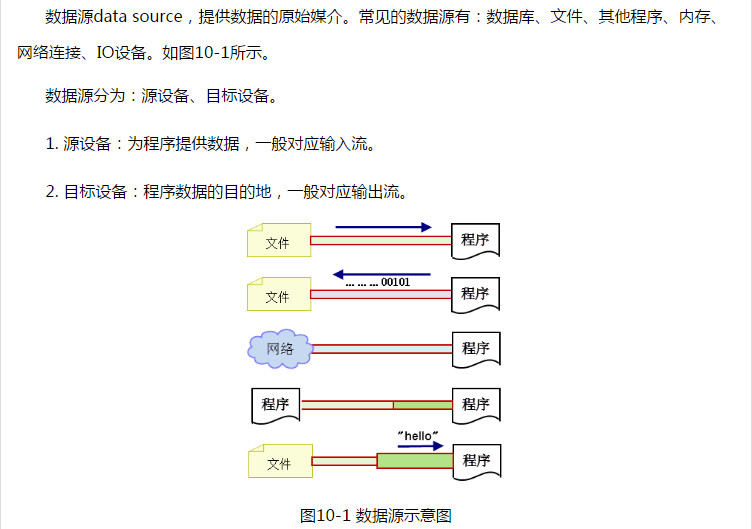 数据源data source，提供数据的原始媒介。常见的数据源有：数据库、文件、其他程序、内存、
网络连接、IO设备。如图10-1所示。
数据源分为：源设备、目标设备。
1. 源设备：为程序提供数据，一般对应输入流。
2. 目标设备：程序数据的目的地，一般对应输出流。
文件 程序
... ... ... 00101
文件 程序
网络 程序
程序 程序
"hello"
文件 程序
图10-1 数据源示意图